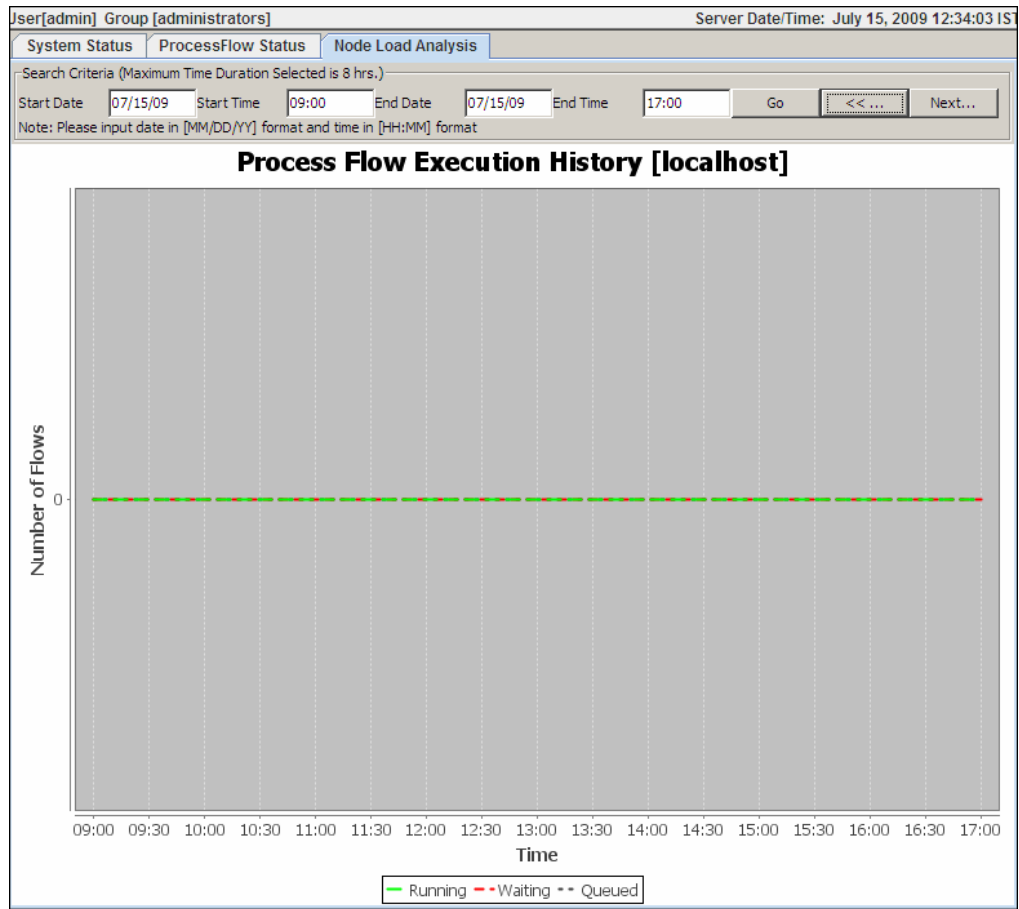 User[admin] Group [administrators] Server Date/Time: July 15, 2009 12:34:03 IST
System Status ProcessFlow Status Node Load Analysis
Search Criteria (Maximum Time Duration Selected is 8 hrs.)
Start Date 07/15/09 Start Time 09:00 End Date 07/15/09 End Time 17:00 Go << ... Next...
Note: Please input date in [MM/DD/YY] format and time in [HH:MM] format
Process Flow Execution History [localhost]
Number of Flows
0
09:00 09:30 10:00 10:30 11:00 11:30 12:00 12:30 13:00 13:30 14:00 14:30 15:00 15:30 16:00 16:30 17:00
Time
Running Waiting Queued